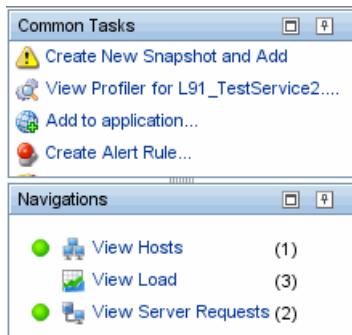 Common Tasks
Create New Snapshot and Add
View Profiler for L91_TestService2....
Add to application...
Create Alert Rule...
Navigations
View Hosts (1)
View Load (3)
View Server Requests (2)